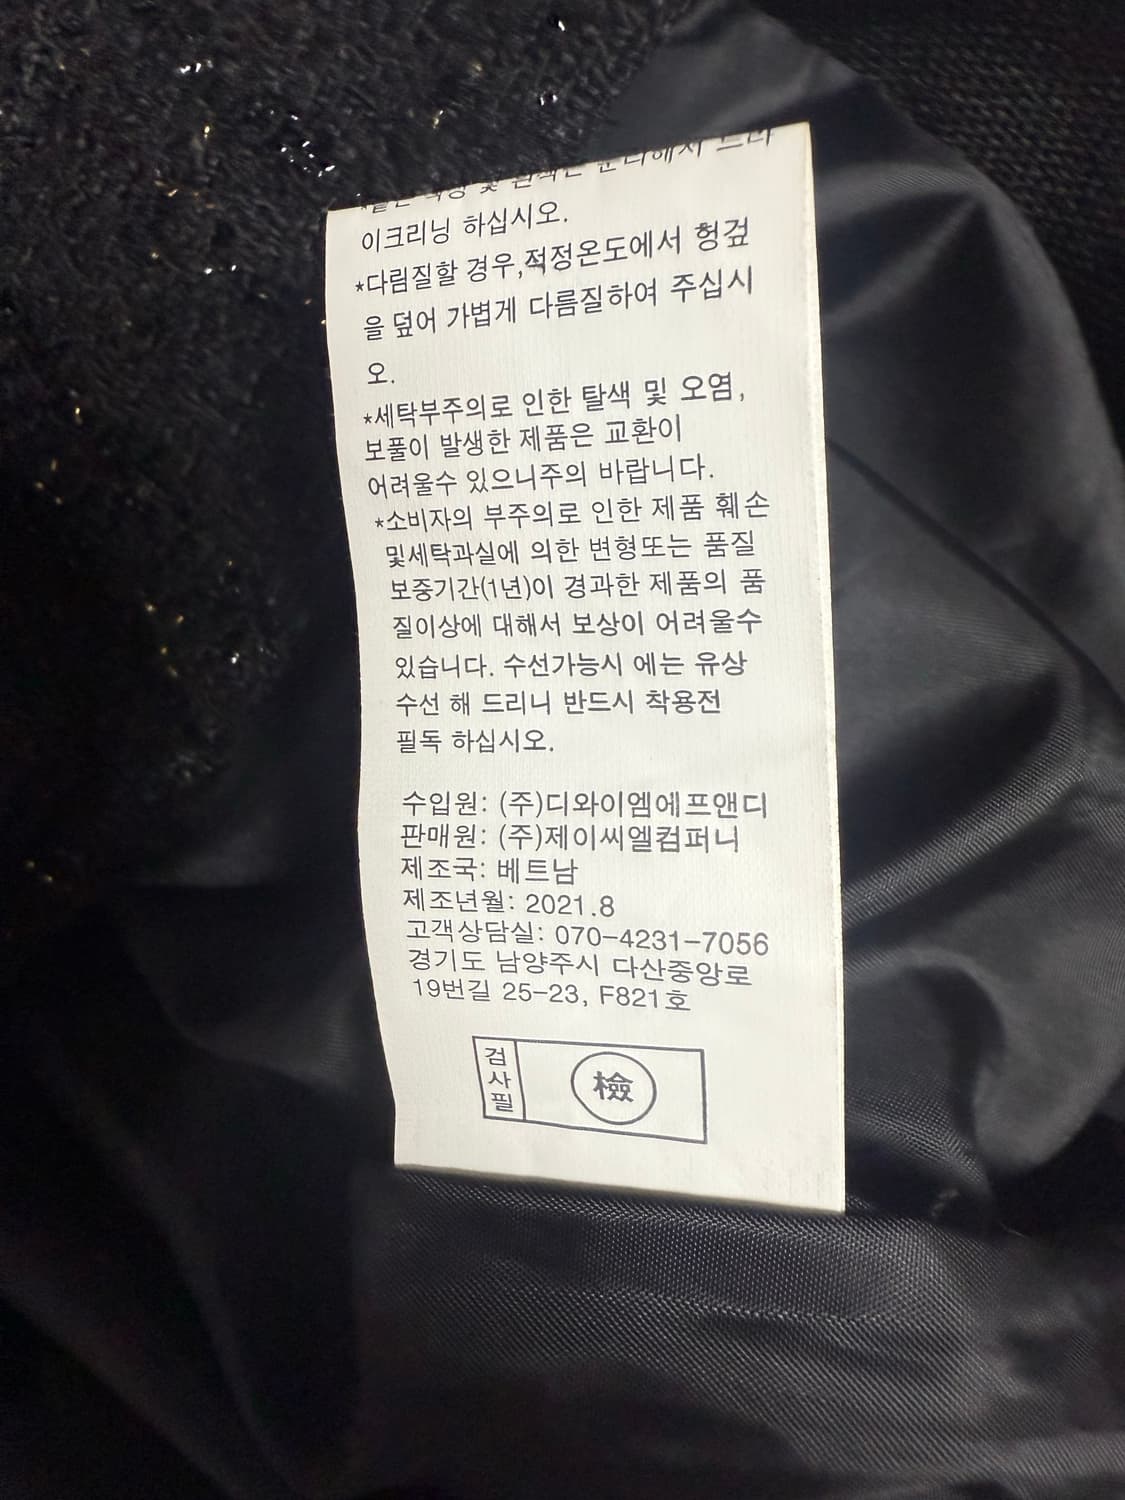 및 분리해서 드라
이크리닝 하십시오.
*다림질할 경우,적정온도에서 헝겊
을 덮어 가볍게 다름질하여 주십시
오.
*세탁부주의로 인한 탈색 및 오염,
보풀이 발생한 제품은 교환이
어려울수 있으니주의 바랍니다.
*소비자의 부주의로 인한 제품 훼손
및세탁과실에 의한 변형또는 품질
보중기간(1년)이 경과한 제품의 품
질이상에 대해서 보상이 어려울수
있습니다. 수선가능시 에는 유상
수선 해 드리니 반드시 착용전
필독 하십시오.
수입원: (주)디와이엠에프앤디
판매원: (주)제이씨엘컴퍼니
제조국: 베트남
제조년월: 2021.8
고객상담실: 070-4231-7056
경기도 남양주시 다산중앙로
19번길 25-23, F821호
검사필
檢